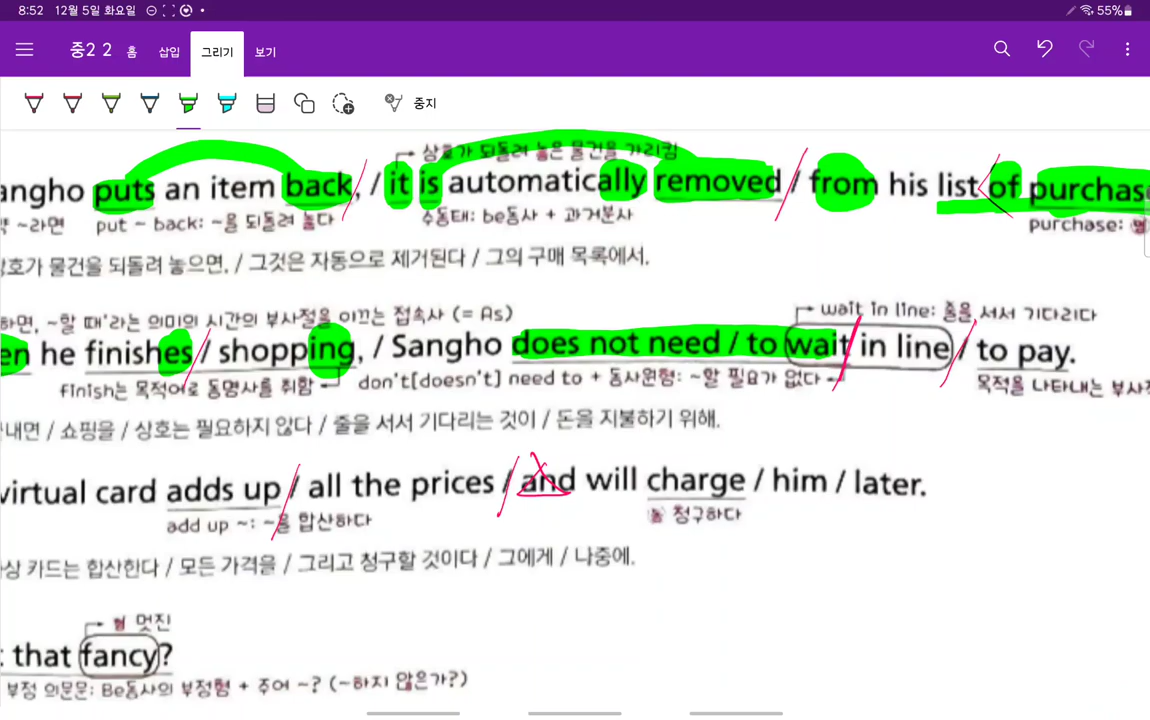 8:52 12월 5일 화요일 55%
중2 2 홈 삽입 그리기 보기
중지
상호가 되돌려 놓은 물건을 가리킴
angho puts an item back, / it is automatically removed / from his list of purchas
~라면 put ~ back: ~을 되돌려 놓다 수동태: be동사 + 과거분사 purchase: 명
상호가 물건을 되돌려 놓으면, / 그것은 자동으로 제거된다 / 그의 구매 목록에서.
하면, ~할 때'라는 의미의 시간의 부사절을 이끄는 접속사 (= As) wait in line: 줄을 서서 기다리다
en he finishes / shopping, / Sangho does not need / to wait in line / to pay.
finish는 목적어로 동명사를 취함 don't[doesn't] need to + 동사원형: ~할 필요가 없다 목적을 나타내는 부사
내면 / 쇼핑을 / 상호는 필요하지 않다 / 줄을 서서 기다리는 것이 / 돈을 지불하기 위해.
virtual card adds up / all the prices / and will charge / him / later.
add up ~: ~을 합산하다 동 청구하다
상 카드는 합산한다 / 모든 가격을 / 그리고 청구할 것이다 / 그에게 / 나중에.
형 멋진
that fancy?
부정 의문문: Be동사의 부정형 + 주어 ~? (~하지 않은가?)